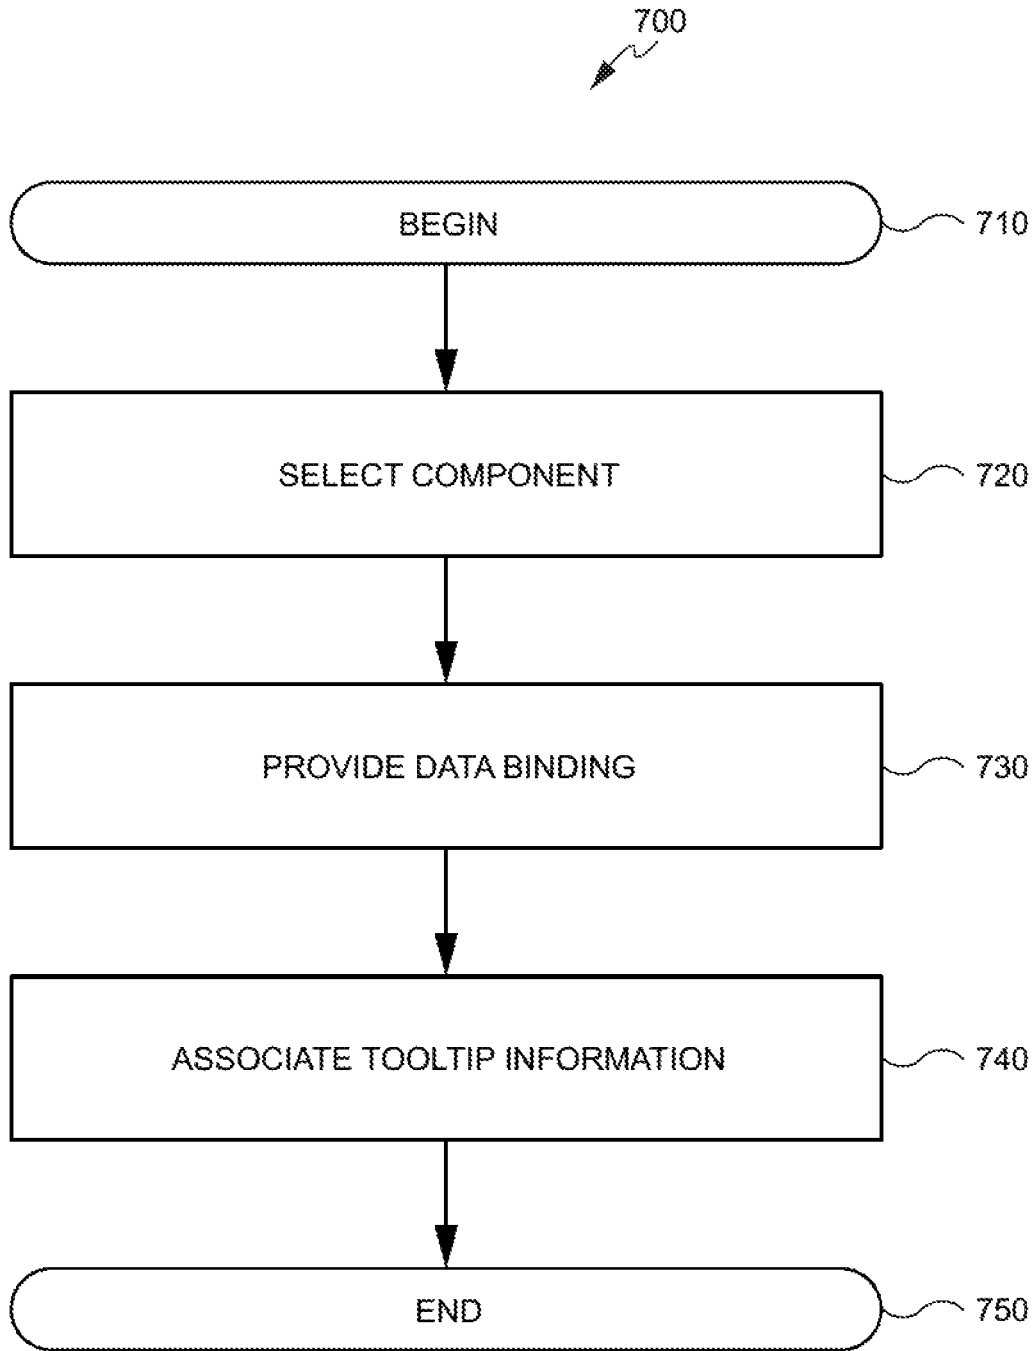 700
BEGIN
710
SELECT COMPONENT
720
PROVIDE DATA BINDING
730
ASSOCIATE TOOLTIP INFORMATION
740
END
750